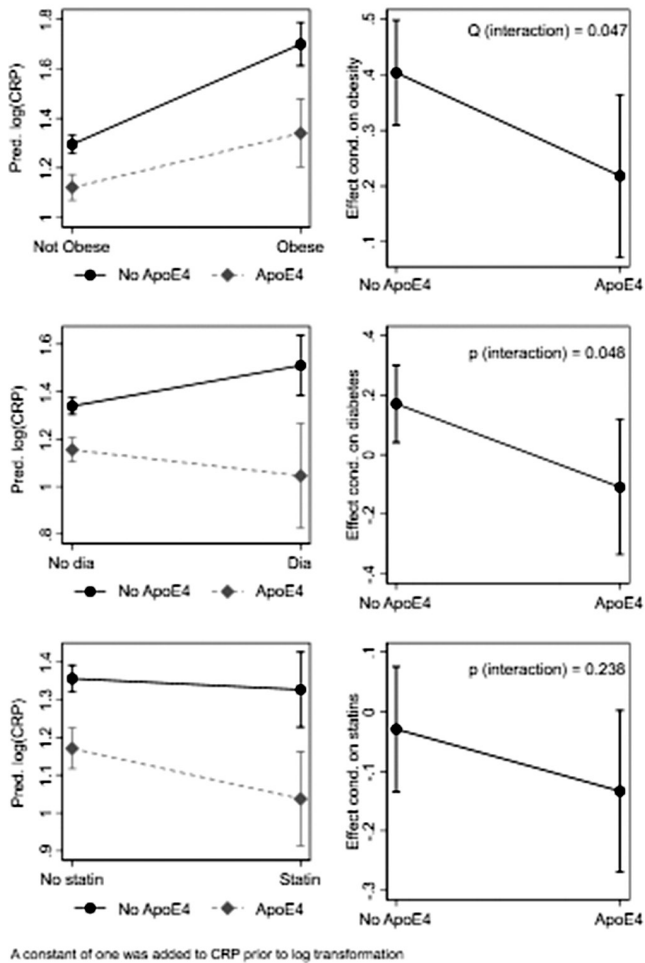 1.8
1.6
1.4
1.2
1
Pred. log(CRP)
Not Obese Obese
No ApoE4 ApoE4
Q (interaction) = 0.047
.5
.4
.3
.2
.1
Effect cond. on obesity
No ApoE4 ApoE4
1.6
1.4
1.2
1
.8
Pred. log(CRP)
No dia Dia
No ApoE4 ApoE4
p (interaction) = 0.048
.4
.2
0
-.2
-.4
Effect cond. on diabetes
No ApoE4 ApoE4
1.4
1.3
1.2
1.1
1
.9
Pred. log(CRP)
No statin Statin
No ApoE4 ApoE4
p (interaction) = 0.238
.1
0
-.1
-.2
-.3
Effect cond. on statins
No ApoE4 ApoE4
A constant of one was added to CRP prior to log transformation